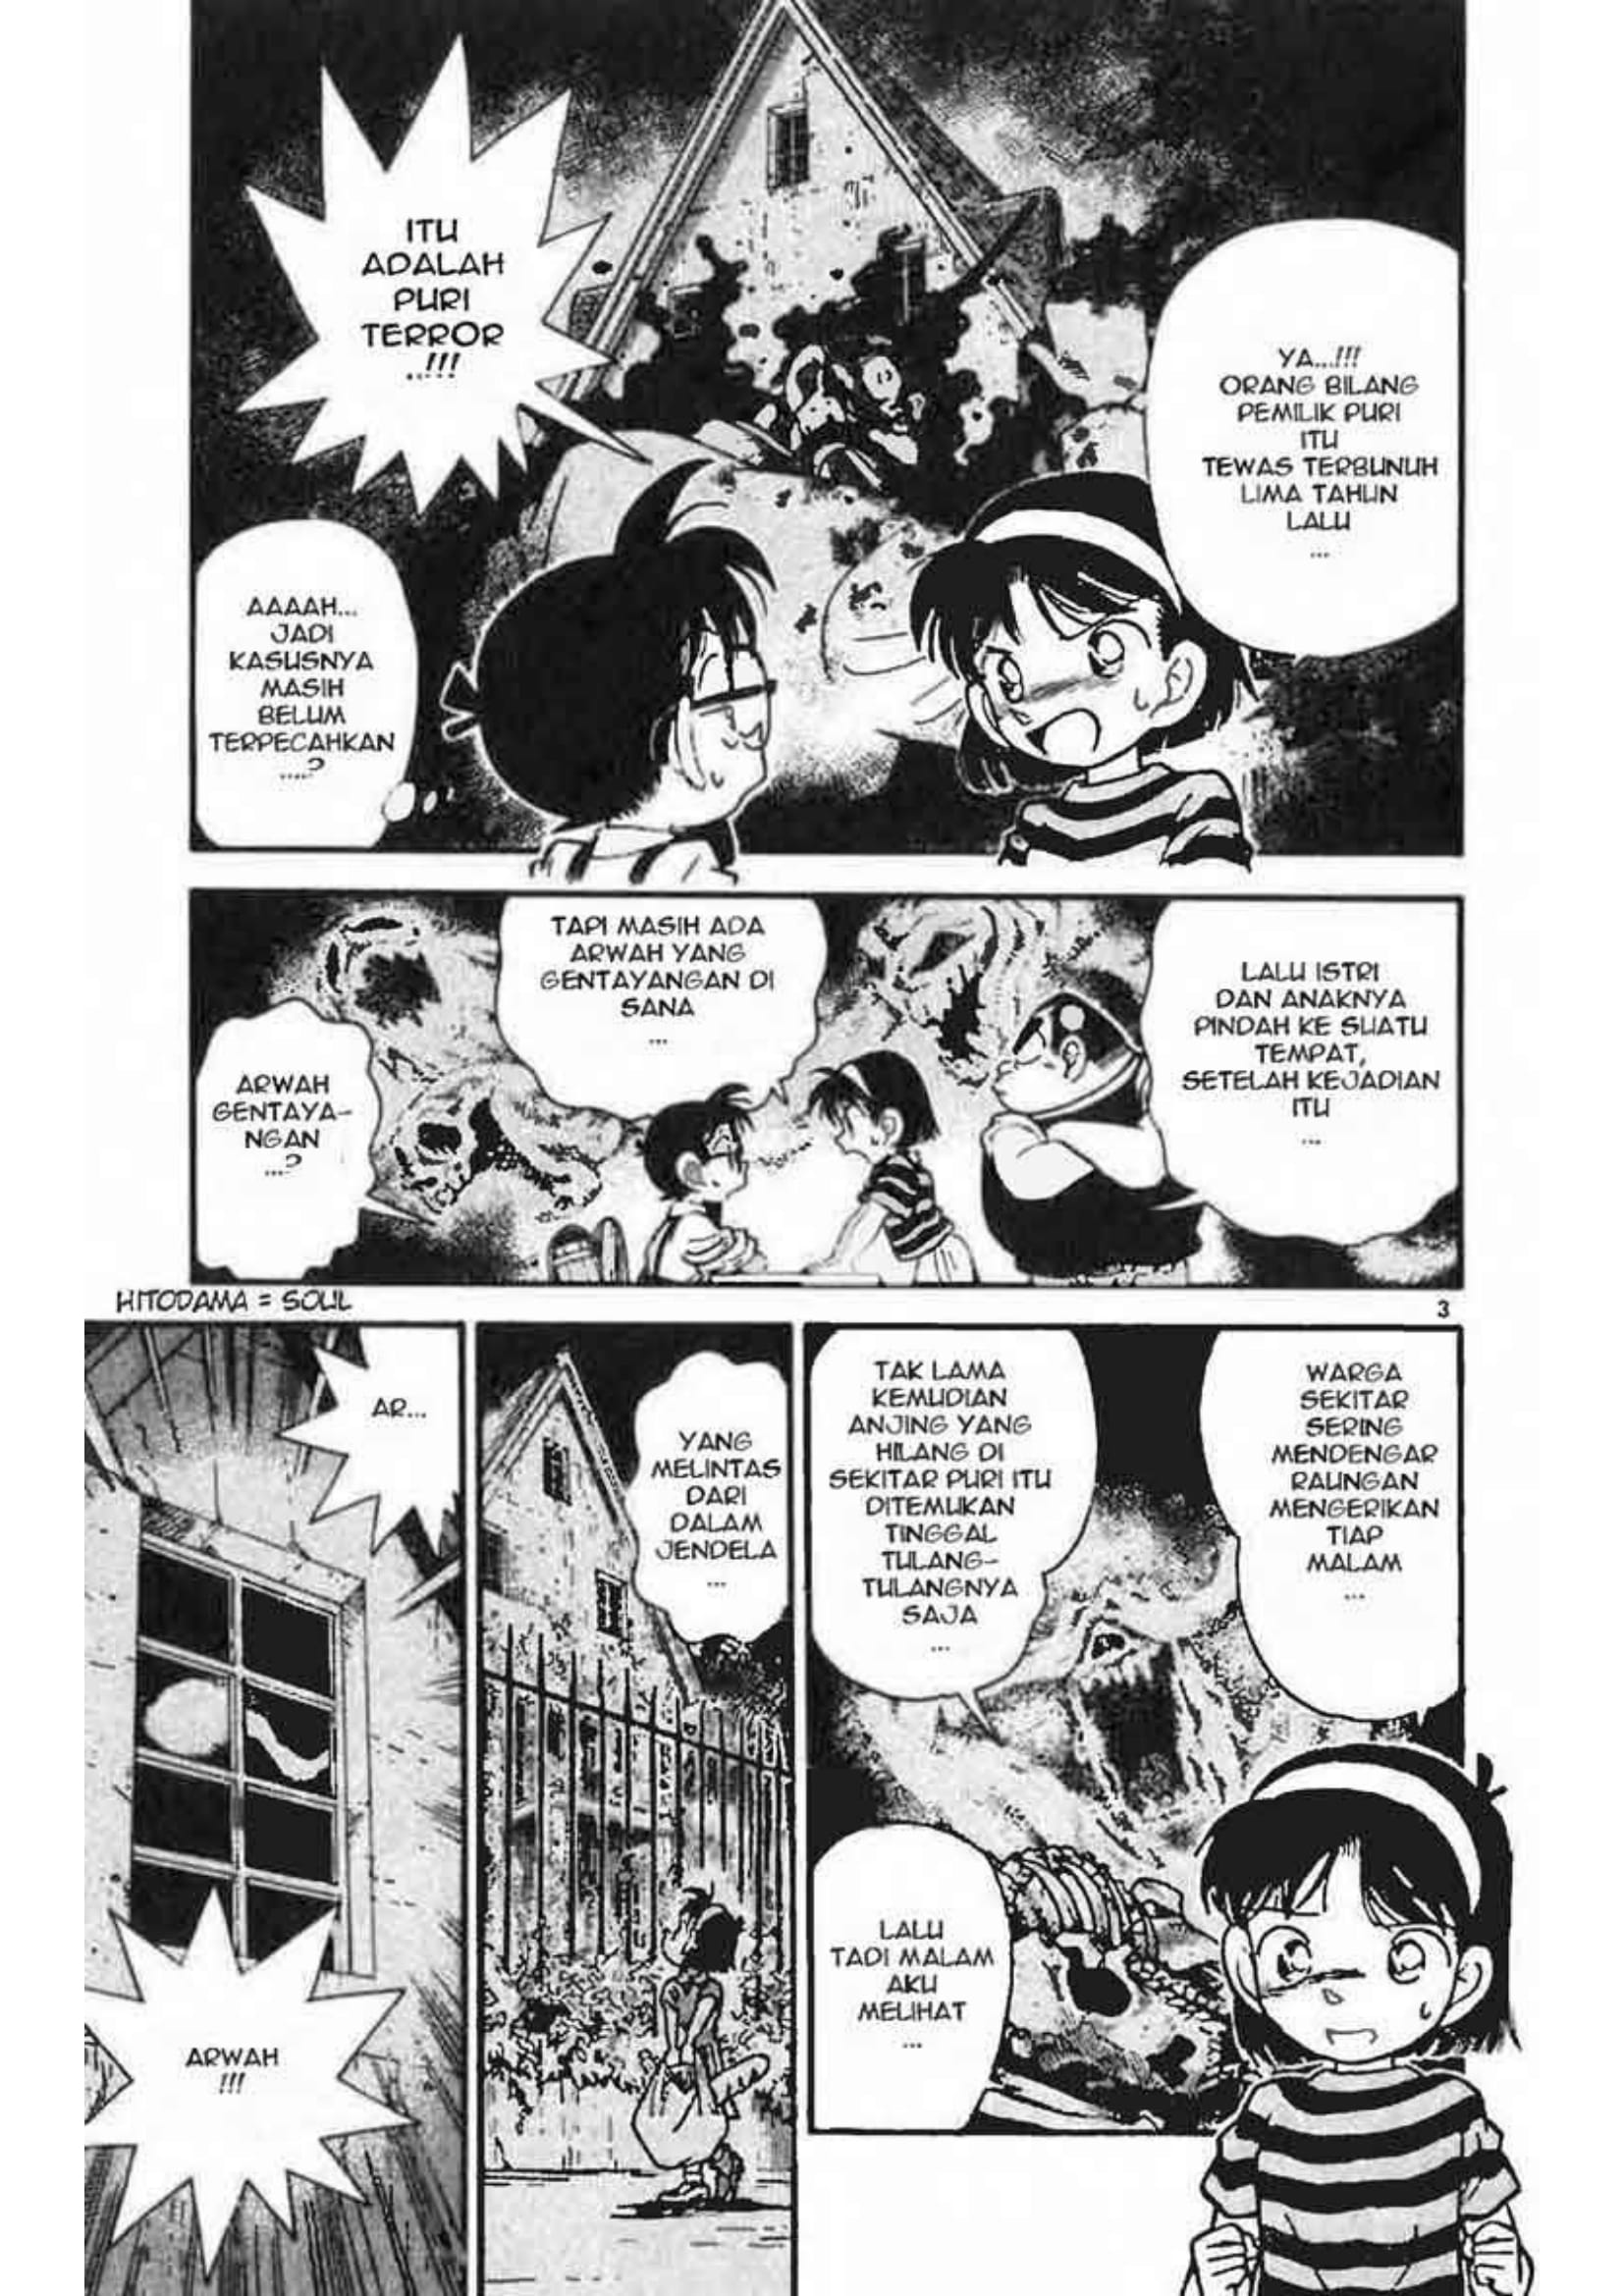 YA...!!!
ORANG BILANG
PEMILIK PURI
ITU
TEWAS TERBUNUH
LIMA TAHUN
LALU
...
ITU
ADALAH
PURI
TERROR
...!!!
AAAAH...
JADI
KASUSNYA
MASIH
BELUM
TERPECAHKAN
....?
LALU ISTRI
DAN ANAKNYA
PINDAH KE SUATU
TEMPAT,
SETELAH KEJADIAN
ITU
...
TAPI MASIH ADA
ARWAH YANG
GENTAYANGAN DI
SANA
...
ARWAH
GENTAYA-
NGAN
...?
HITODAMA = SOUL
3
WARGA
SEKITAR
SERING
MENDENGAR
RAUNGAN
MENGERIKAN
TIAP
MALAM
...
TAK LAMA
KEMUDIAN
ANJING YANG
HILANG DI
SEKITAR PURI ITU
DITEMUKAN
TINGGAL
TULANG-
TULANGNYA
SAJA
...
LALU
TADI MALAM
AKU
MELIHAT
...
YANG
MELINTAS
DARI
DALAM
JENDELA
...
AR...
ARWAH
!!!